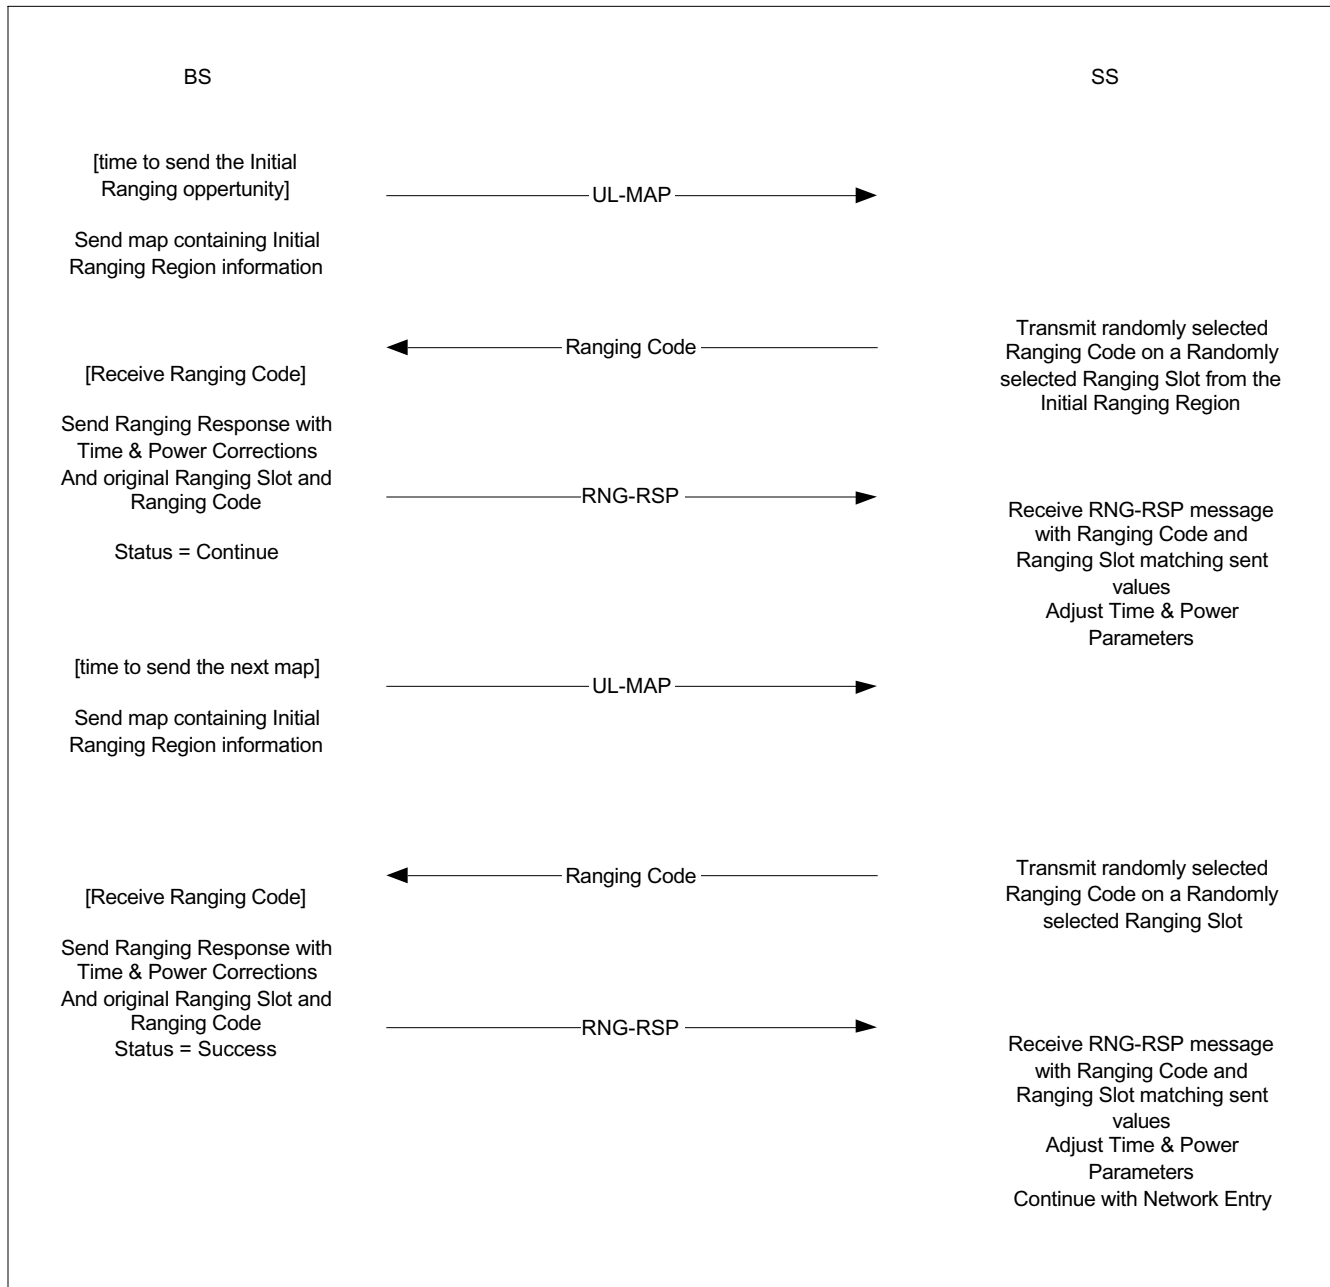 BS
SS
[time to send the Initial
Ranging oppertunity]
UL-MAP
Send map containing Initial
Ranging Region information
Transmit randomly selected
Ranging Code on a Randomly
selected Ranging Slot from the
Initial Ranging Region
Ranging Code
[Receive Ranging Code]
Send Ranging Response with
Time & Power Corrections
And original Ranging Slot and
Ranging Code
Status = Continue
RNG-RSP
Receive RNG-RSP message
with Ranging Code and
Ranging Slot matching sent
values
Adjust Time & Power
Parameters
[time to send the next map]
UL-MAP
Send map containing Initial
Ranging Region information
Transmit randomly selected
Ranging Code on a Randomly
selected Ranging Slot
Ranging Code
[Receive Ranging Code]
Send Ranging Response with
Time & Power Corrections
And original Ranging Slot and
Ranging Code
Status = Success
RNG-RSP
Receive RNG-RSP message
with Ranging Code and
Ranging Slot matching sent
values
Adjust Time & Power
Parameters
Continue with Network Entry